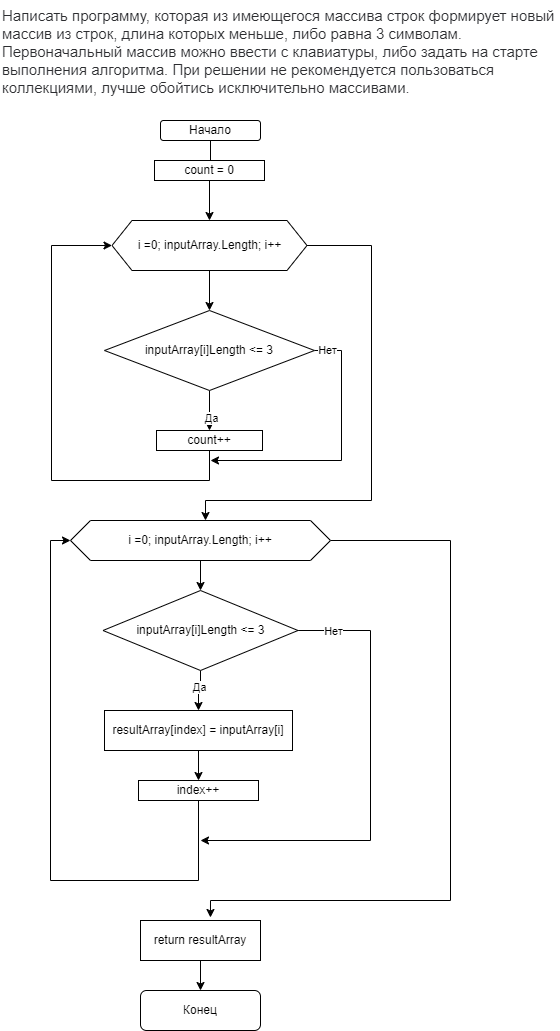 Написать программу, которая из имеющегося массива строк формирует новый
массив из строк, длина которых меньше, либо равна 3 символам.
Первоначальный массив можно ввести с клавиатуры, либо задать на старте
выполнения алгоритма. При решении не рекомендуется пользоваться
коллекциями, лучше обойтись исключительно массивами.
Начало
count = 0
i =0; inputArray.Length; i++
inputArray[i]Length <= 3
Нет
Да
count++
i =0; inputArray.Length; i++
inputArray[i]Length <= 3
Нет
Да
resultArray[index] = inputArray[i]
index++
return resultArray
Конец